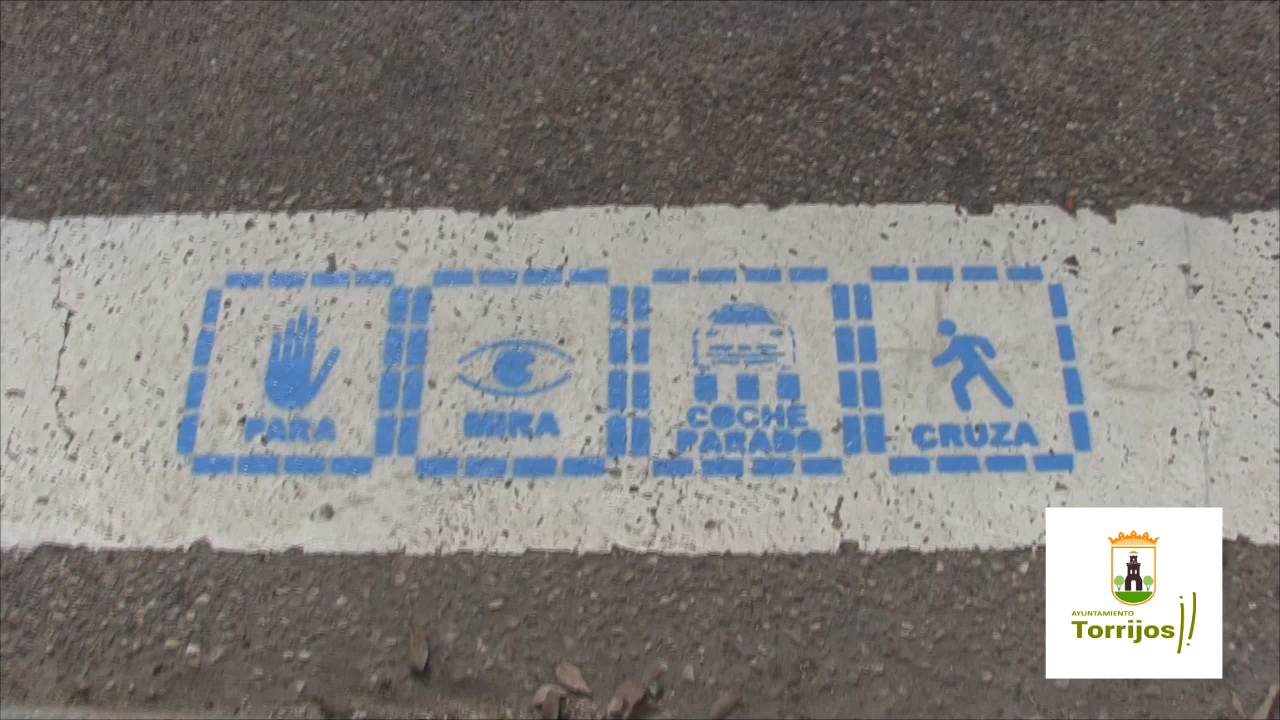 PARA
MIRA
COCHE
PARADO
CRUZA
AYUNTAMIENTO
Torrijos